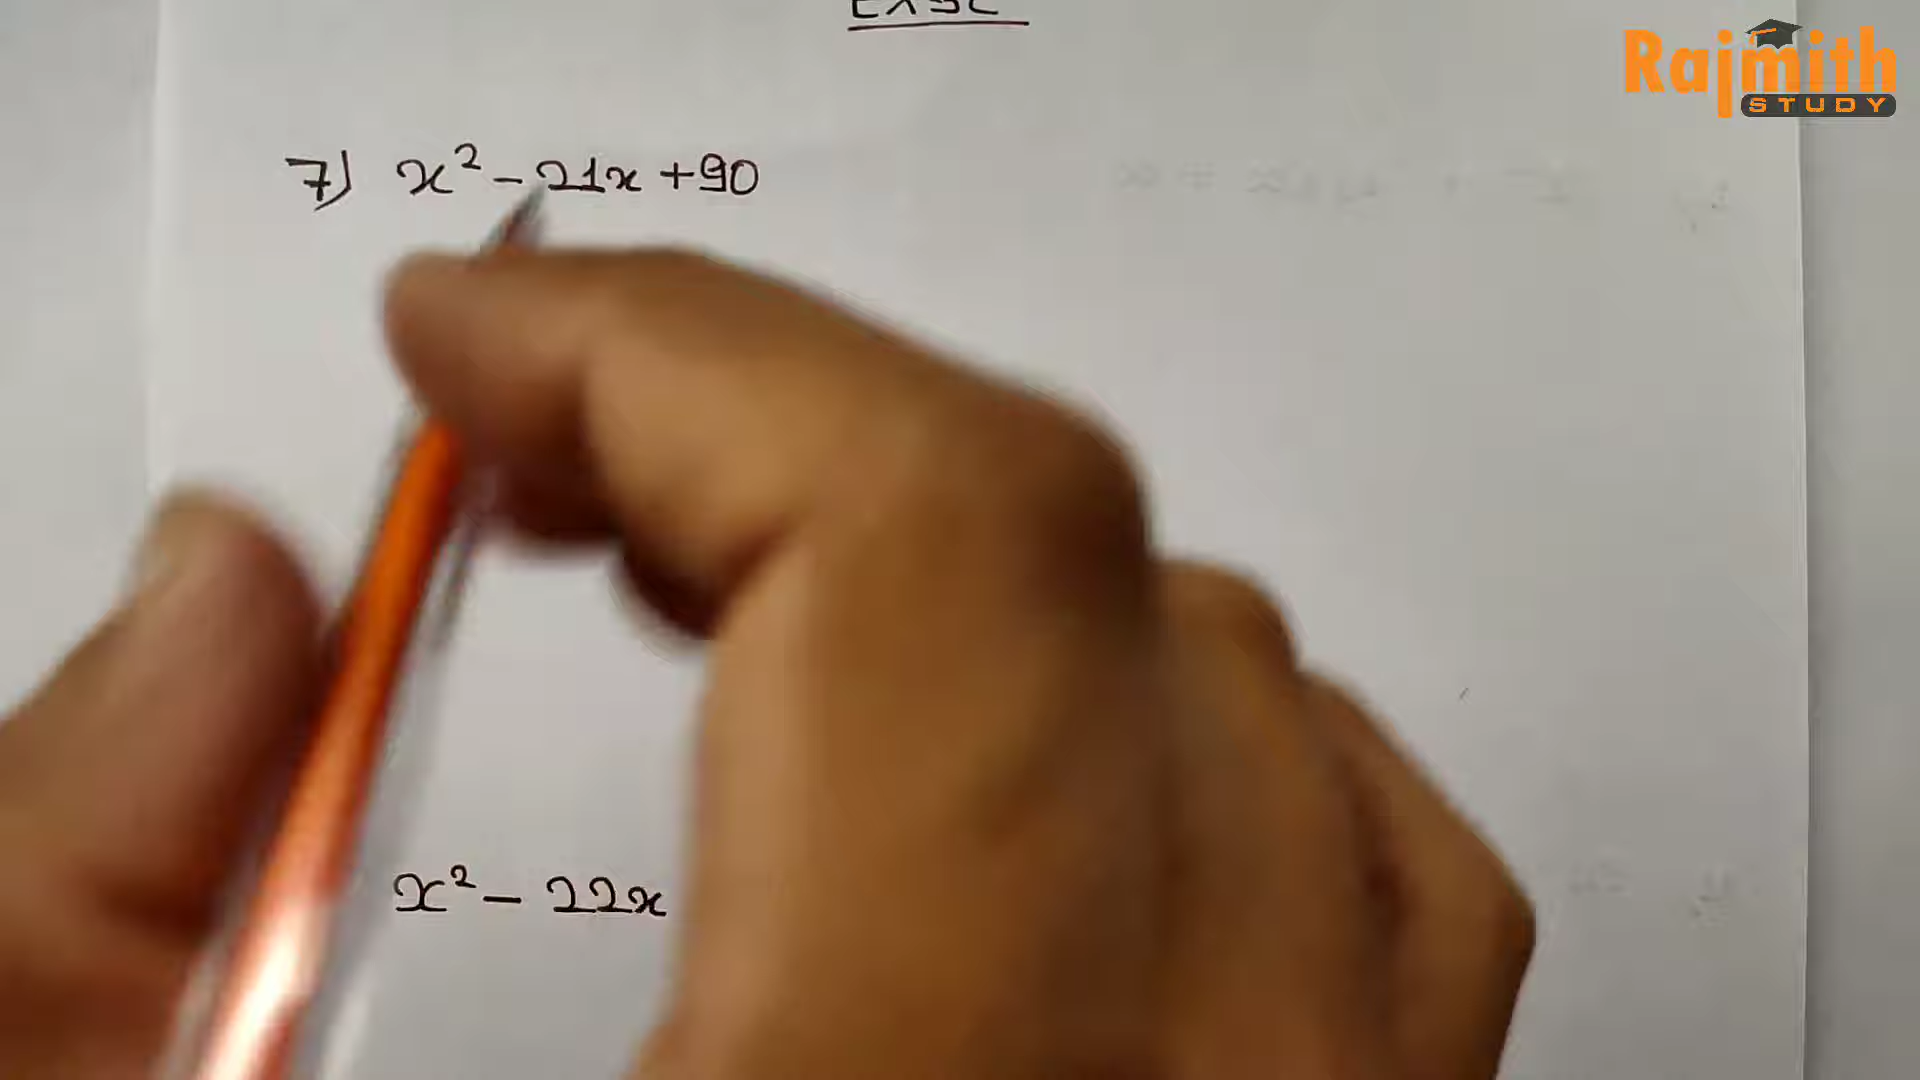 Rajmith
STUDY
7) x² - 21x + 90
x² - 22x